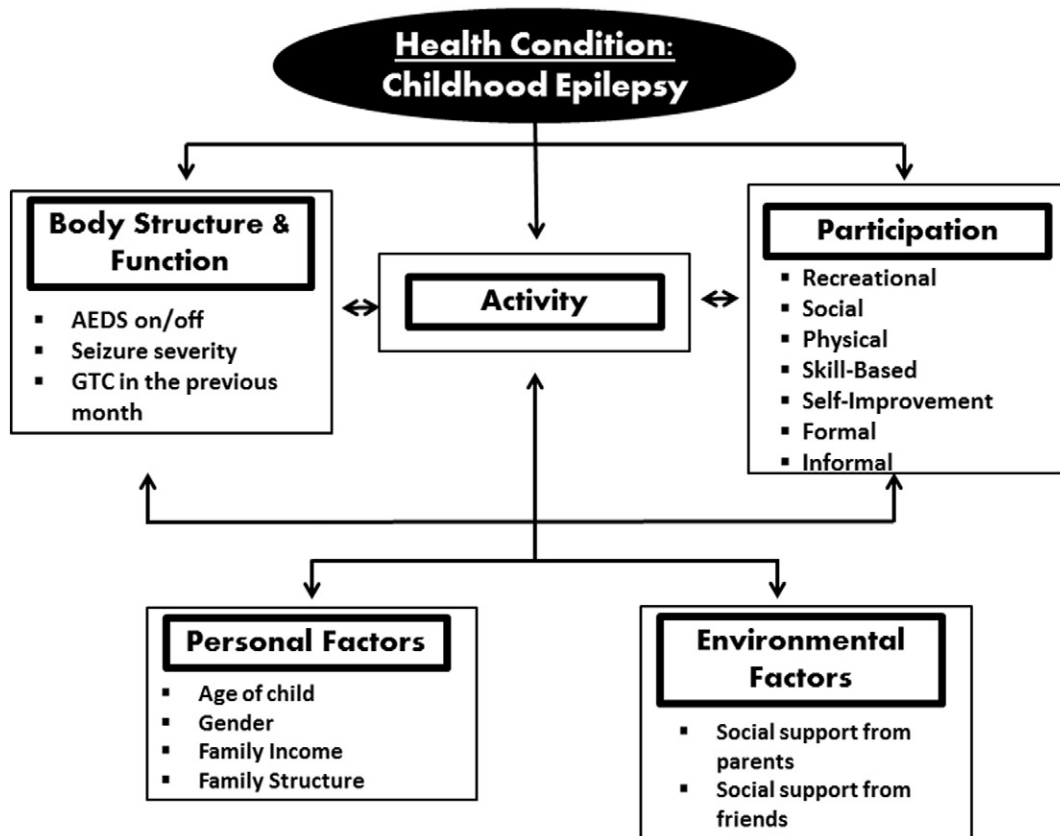 Health Condition:
Childhood Epilepsy
Body Structure &
Function
▪ AEDS on/off
▪ Seizure severity
▪ GTC in the previous
month
Activity
Participation
▪ Recreational
▪ Social
▪ Physical
▪ Skill-Based
▪ Self-Improvement
▪ Formal
▪ Informal
Personal Factors
▪ Age of child
▪ Gender
▪ Family Income
▪ Family Structure
Environmental
Factors
▪ Social support from
parents
▪ Social support from
friends